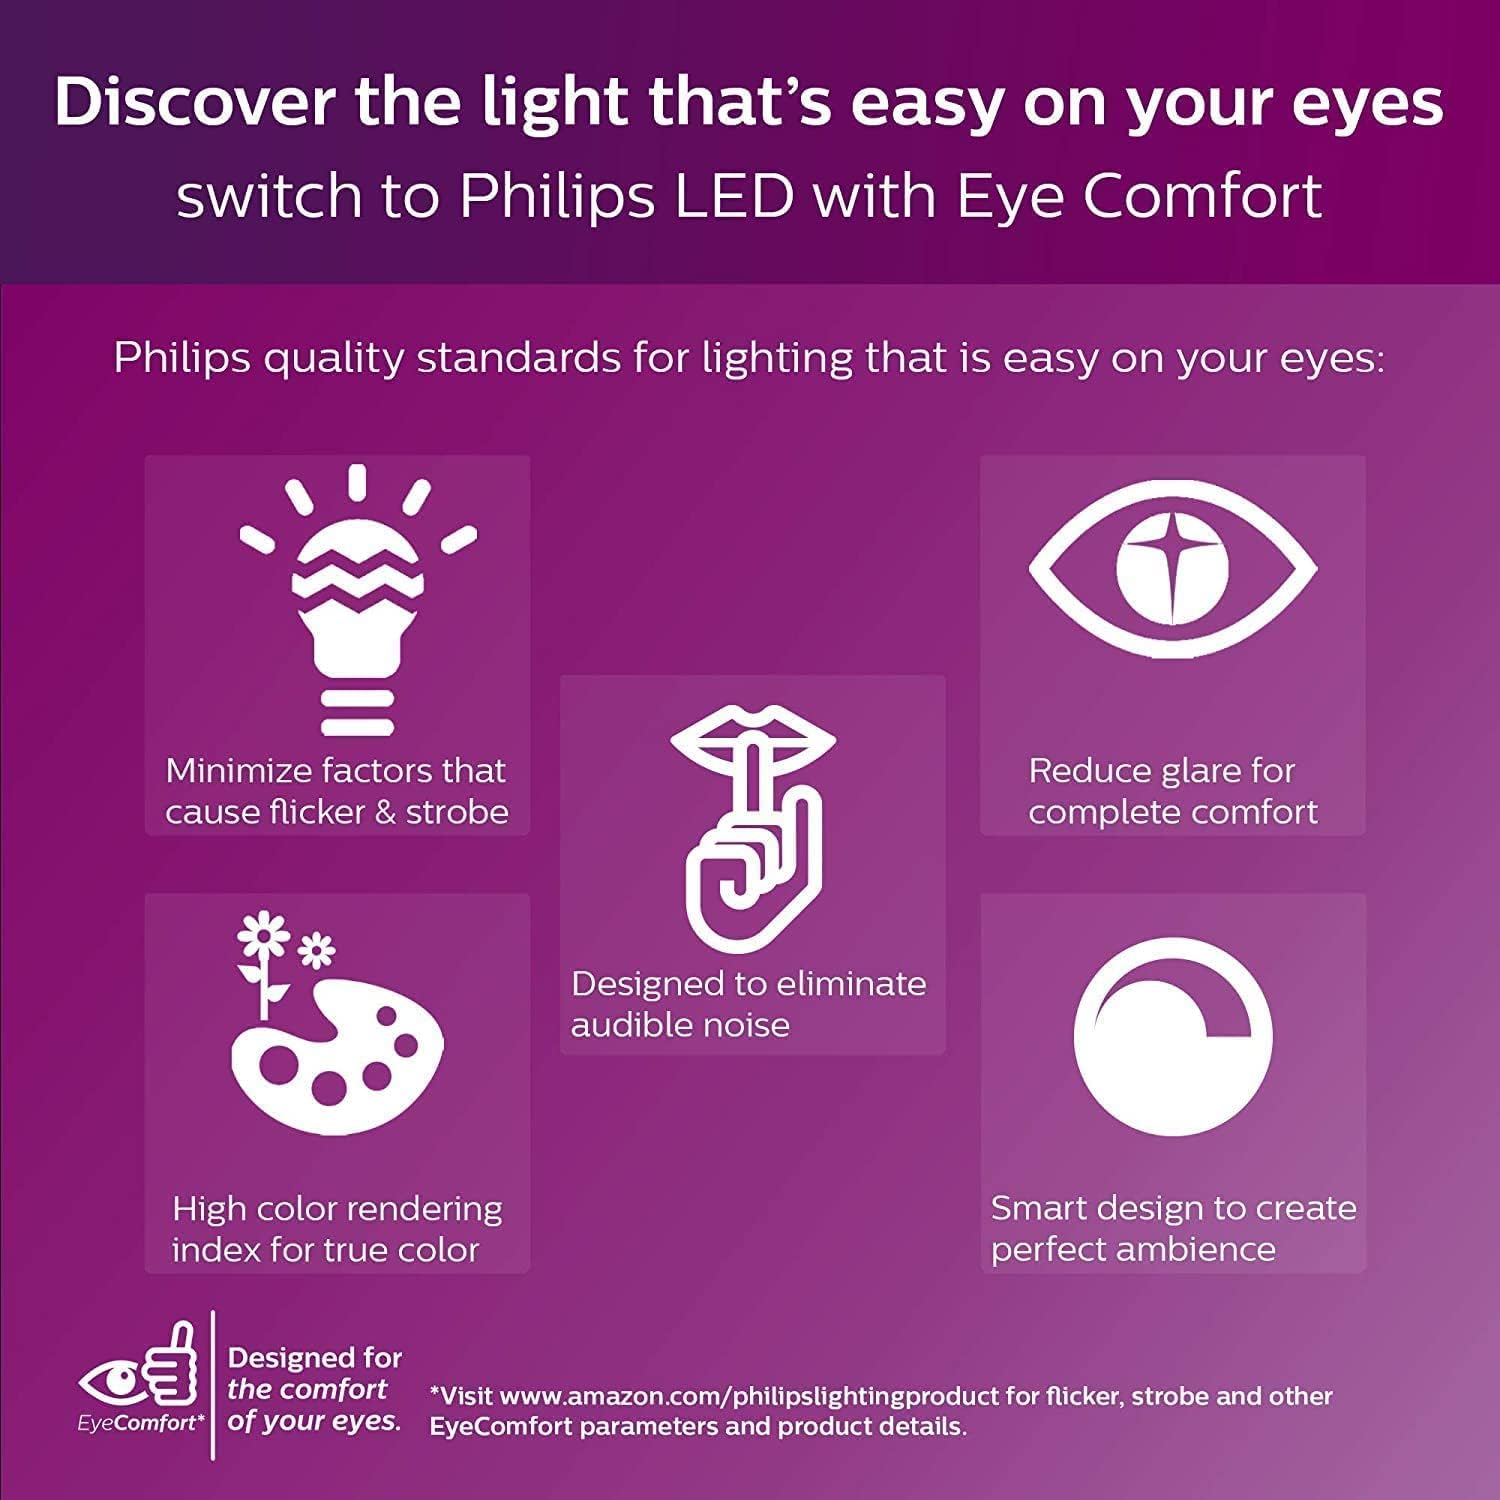 Discover the light that's easy on your eyes
switch to Philips LED with Eye Comfort
Philips quality standards for lighting that is easy on your eyes:
Minimize factors that
cause flicker & strobe
Reduce glare for
complete comfort
Designed to eliminate
audible noise
High color rendering
index for true color
Smart design to create
perfect ambience
EyeComfort*
Designed for
the comfort
of your eyes.
*Visit www.amazon.com/philipslightingproduct for flicker, strobe and other
EyeComfort parameters and product details.